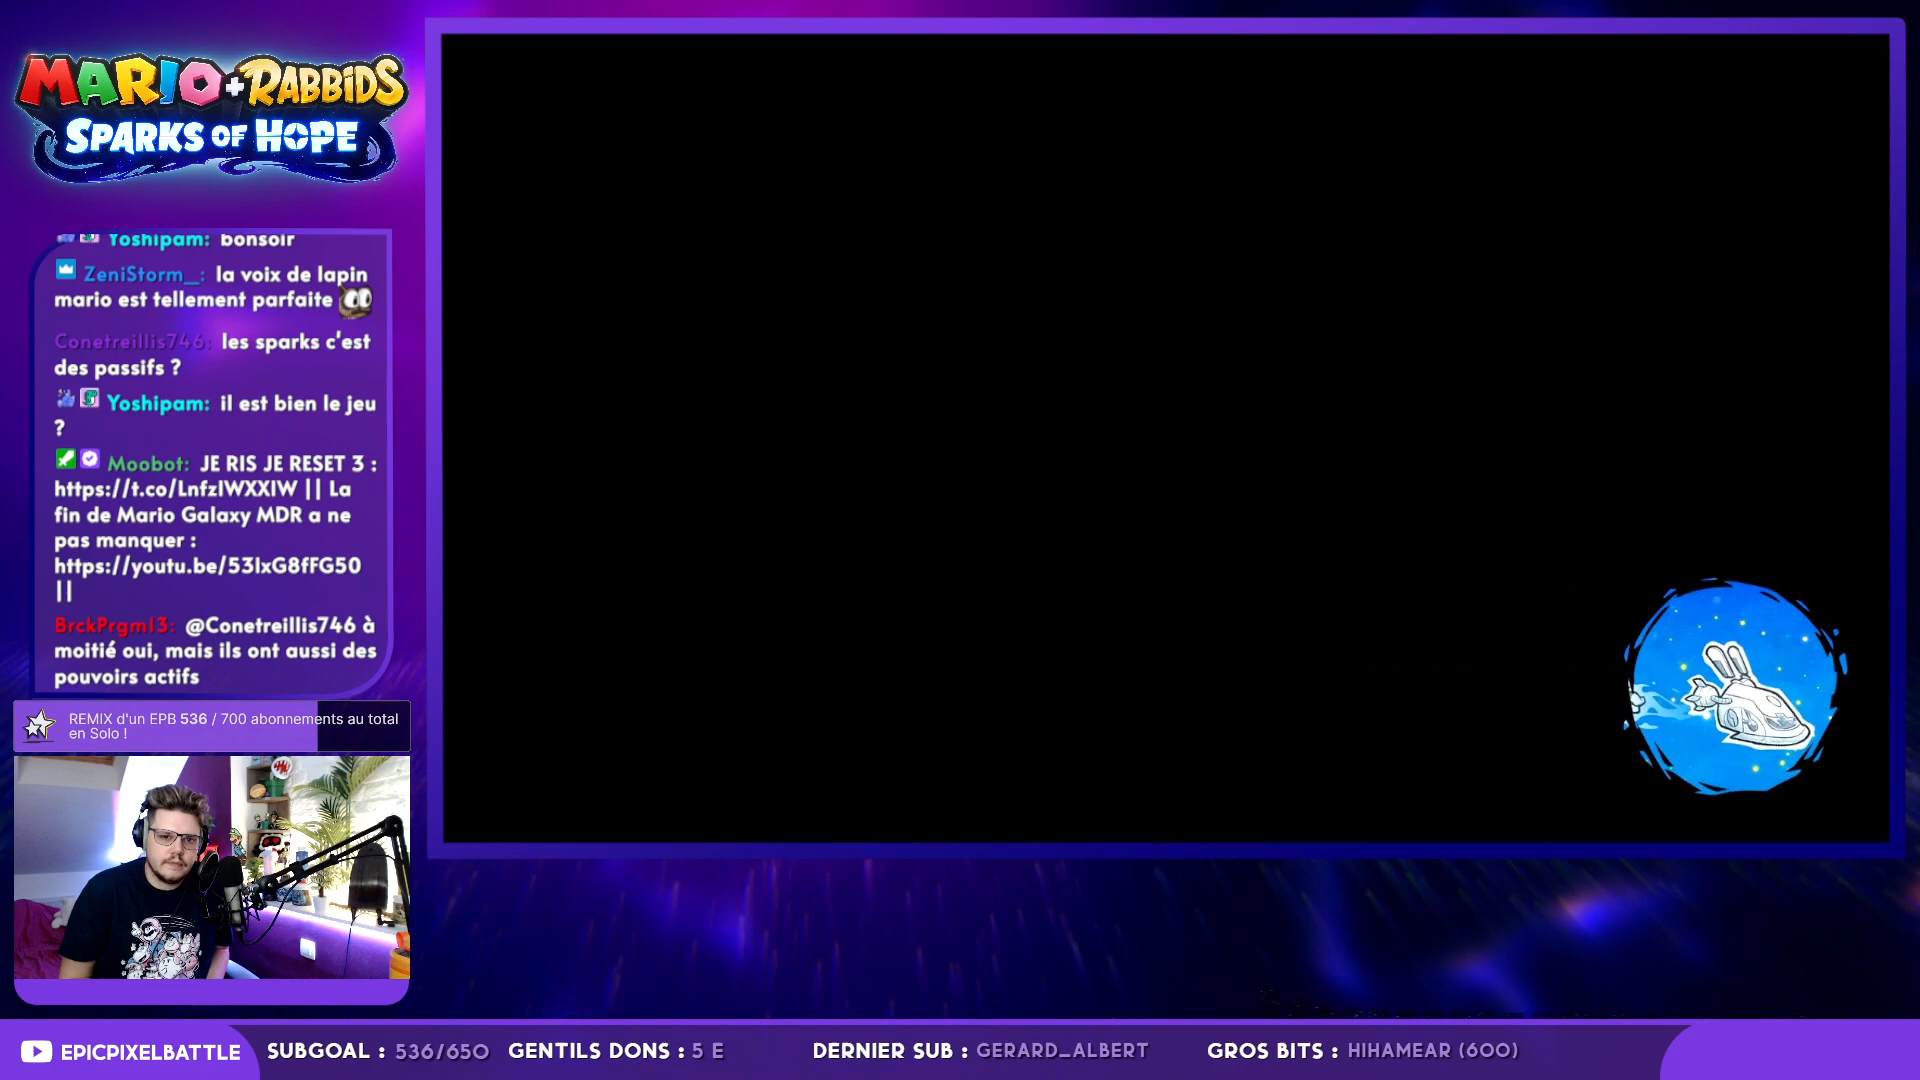 MARIO + RABBIDS
SPARKS OF HOPE
Yoshipam: bonsoir
ZeniStorm_: la voix de lapin
mario est tellement parfaite
Conetreillis746: les sparks c'est
des passifs ?
Yoshipam: il est bien le jeu
?
Moobot: JE RIS JE RESET 3 :
https://t.co/LnfzIWXXIW || La
fin de Mario Galaxy MDR a ne
pas manquer :
https://youtu.be/53IxG8fFG50
||
BrckPrgm13: @Conetreillis746 à
moitié oui, mais ils ont aussi des
pouvoirs actifs
REMIX d'un EPB 536 / 700 abonnements au total
en Solo !
EPICPIXELBATTLE SUBGOAL : 536/650 GENTILS DONS : 5 E DERNIER SUB : GERARD_ALBERT GROS BITS : HIHAMEAR (600)